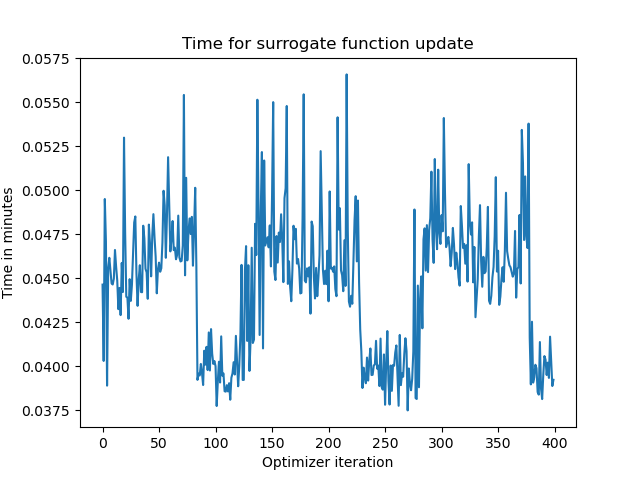 Time for surrogate function update
0.0575
0.0550
0.0525
0.0500
0.0475
0.0450
0.0425
0.0400
0.0375
Time in minutes
0 50 100 150 200 250 300 350 400
Optimizer iteration